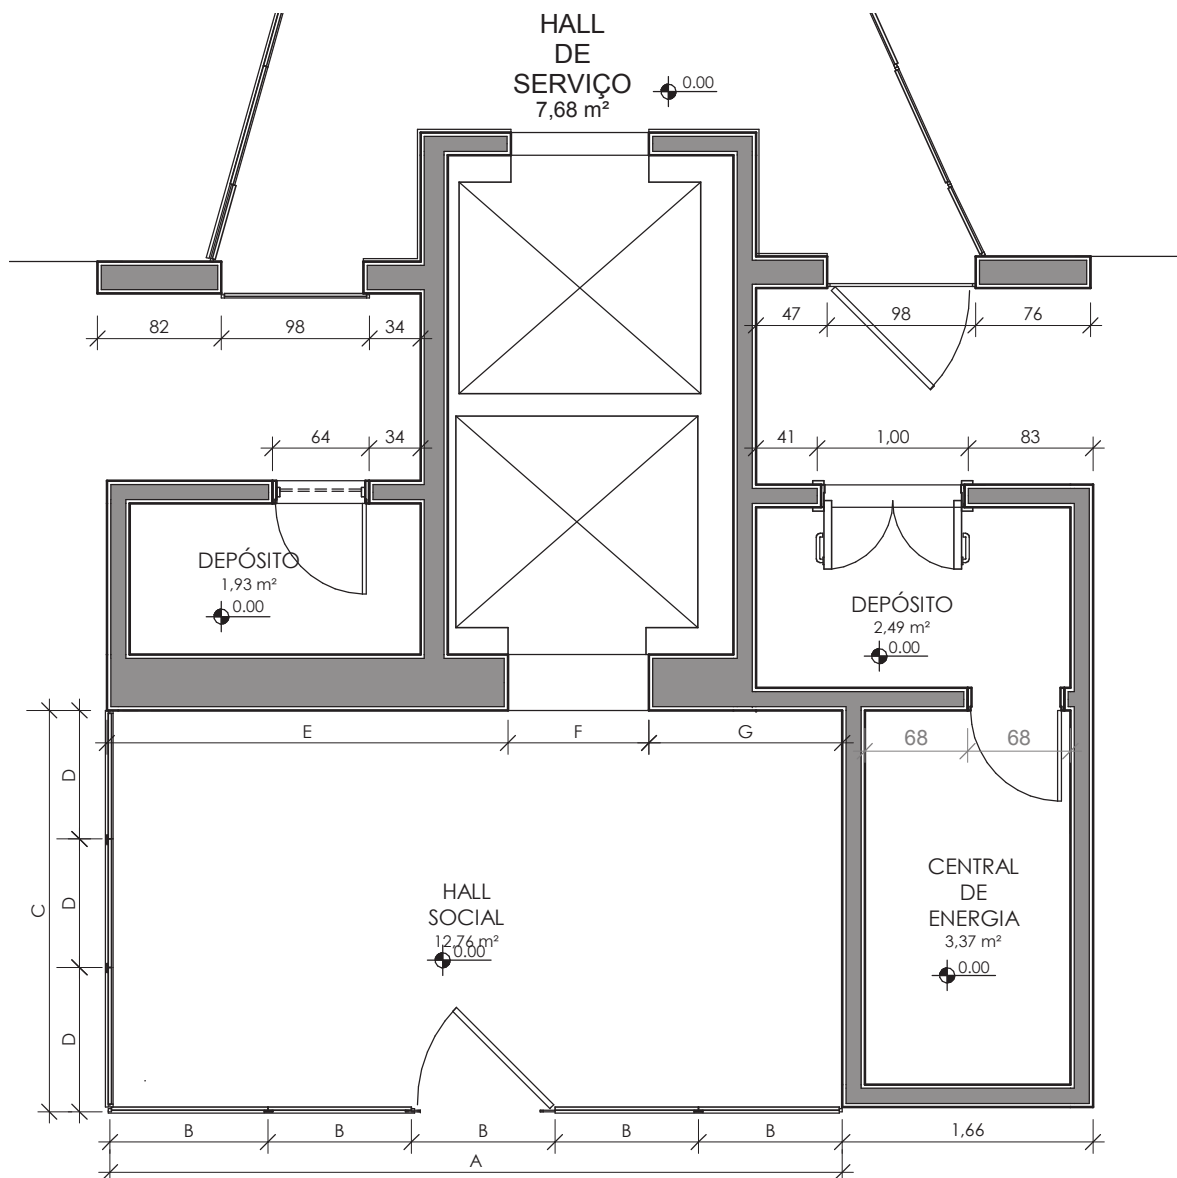 HALL
DE
SERVIÇO
7,68 m²
0.00
82
98
34
47
98
76
64
34
41
1,00
83
DEPÓSITO
1,93 m²
0.00
DEPÓSITO
2,49 m²
0.00
E
F
G
68
68
D
D
D
C
HALL
SOCIAL
12,76 m²
0.00
CENTRAL
DE
ENERGIA
3,37 m²
0.00
B
B
B
B
B
1,66
A